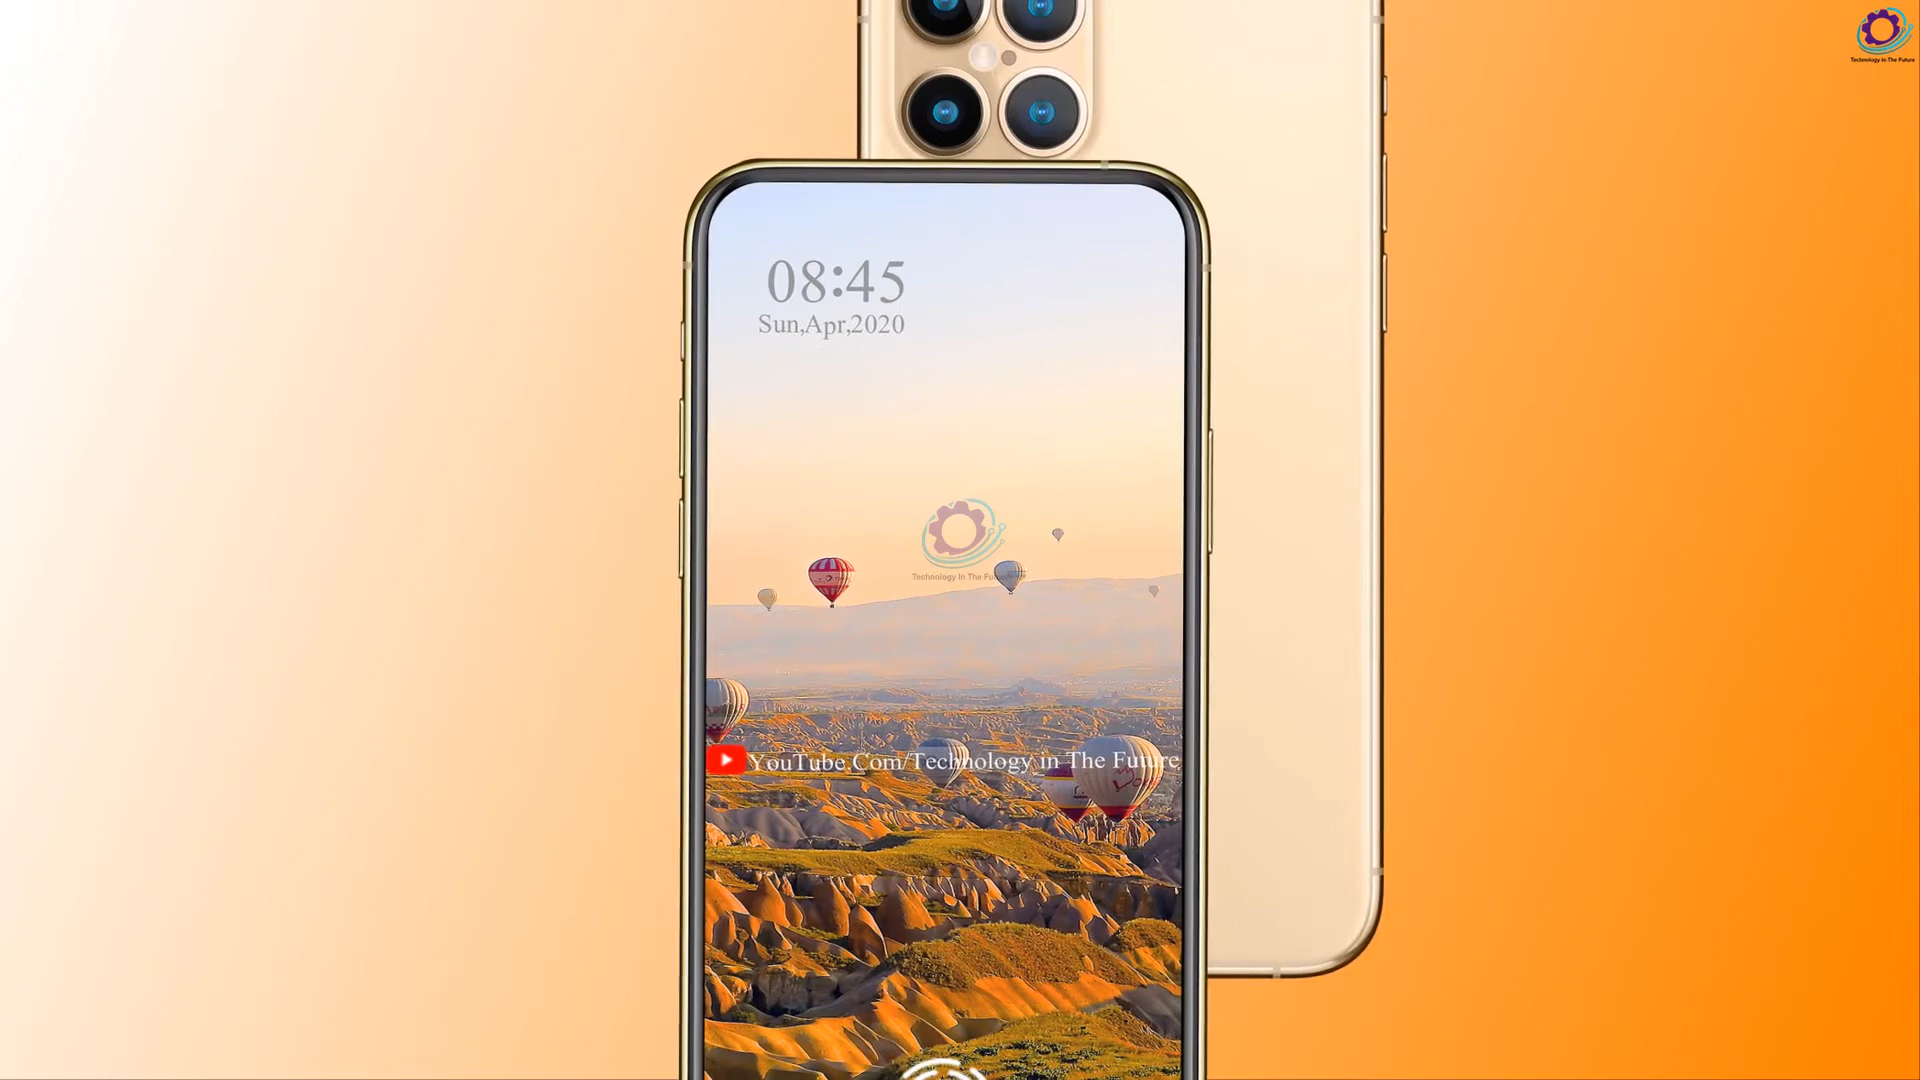 Technology In The Future
08:45
Sun,Apr,2020
Technology In The Future
YouTube.Com/Technology in The Future